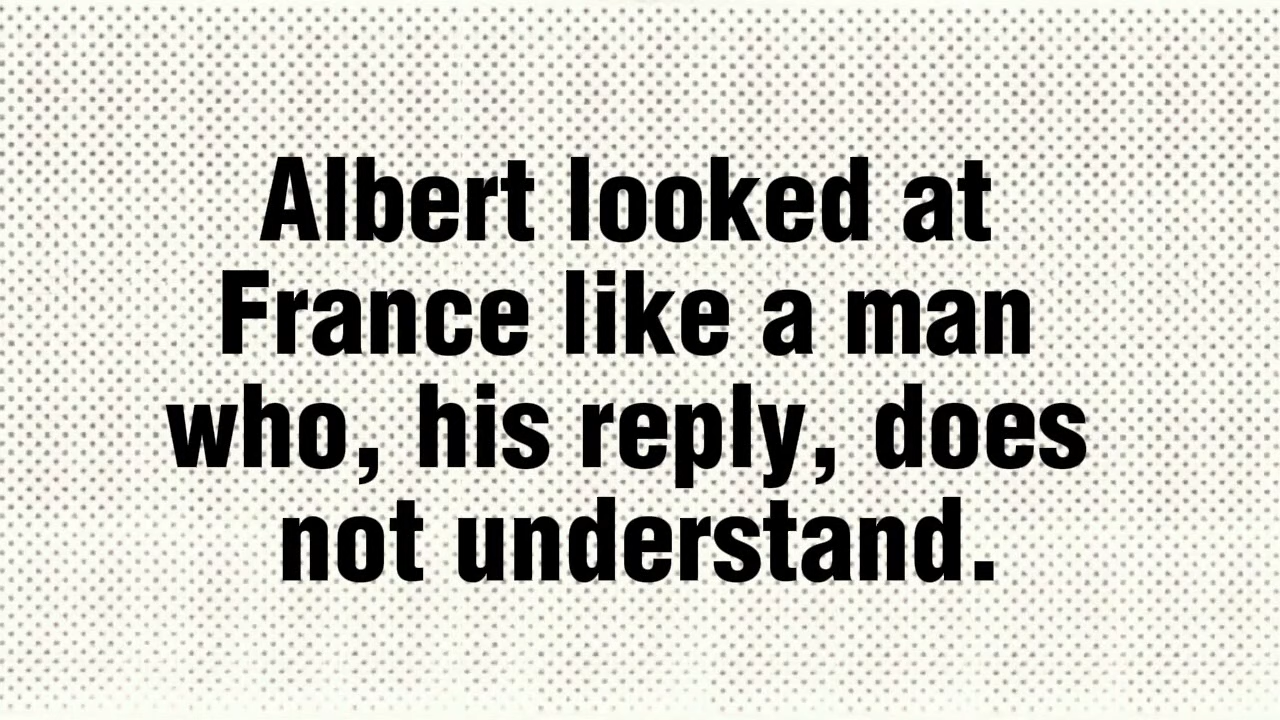 Albert looked at
France like a man
who, his reply, does
not understand.